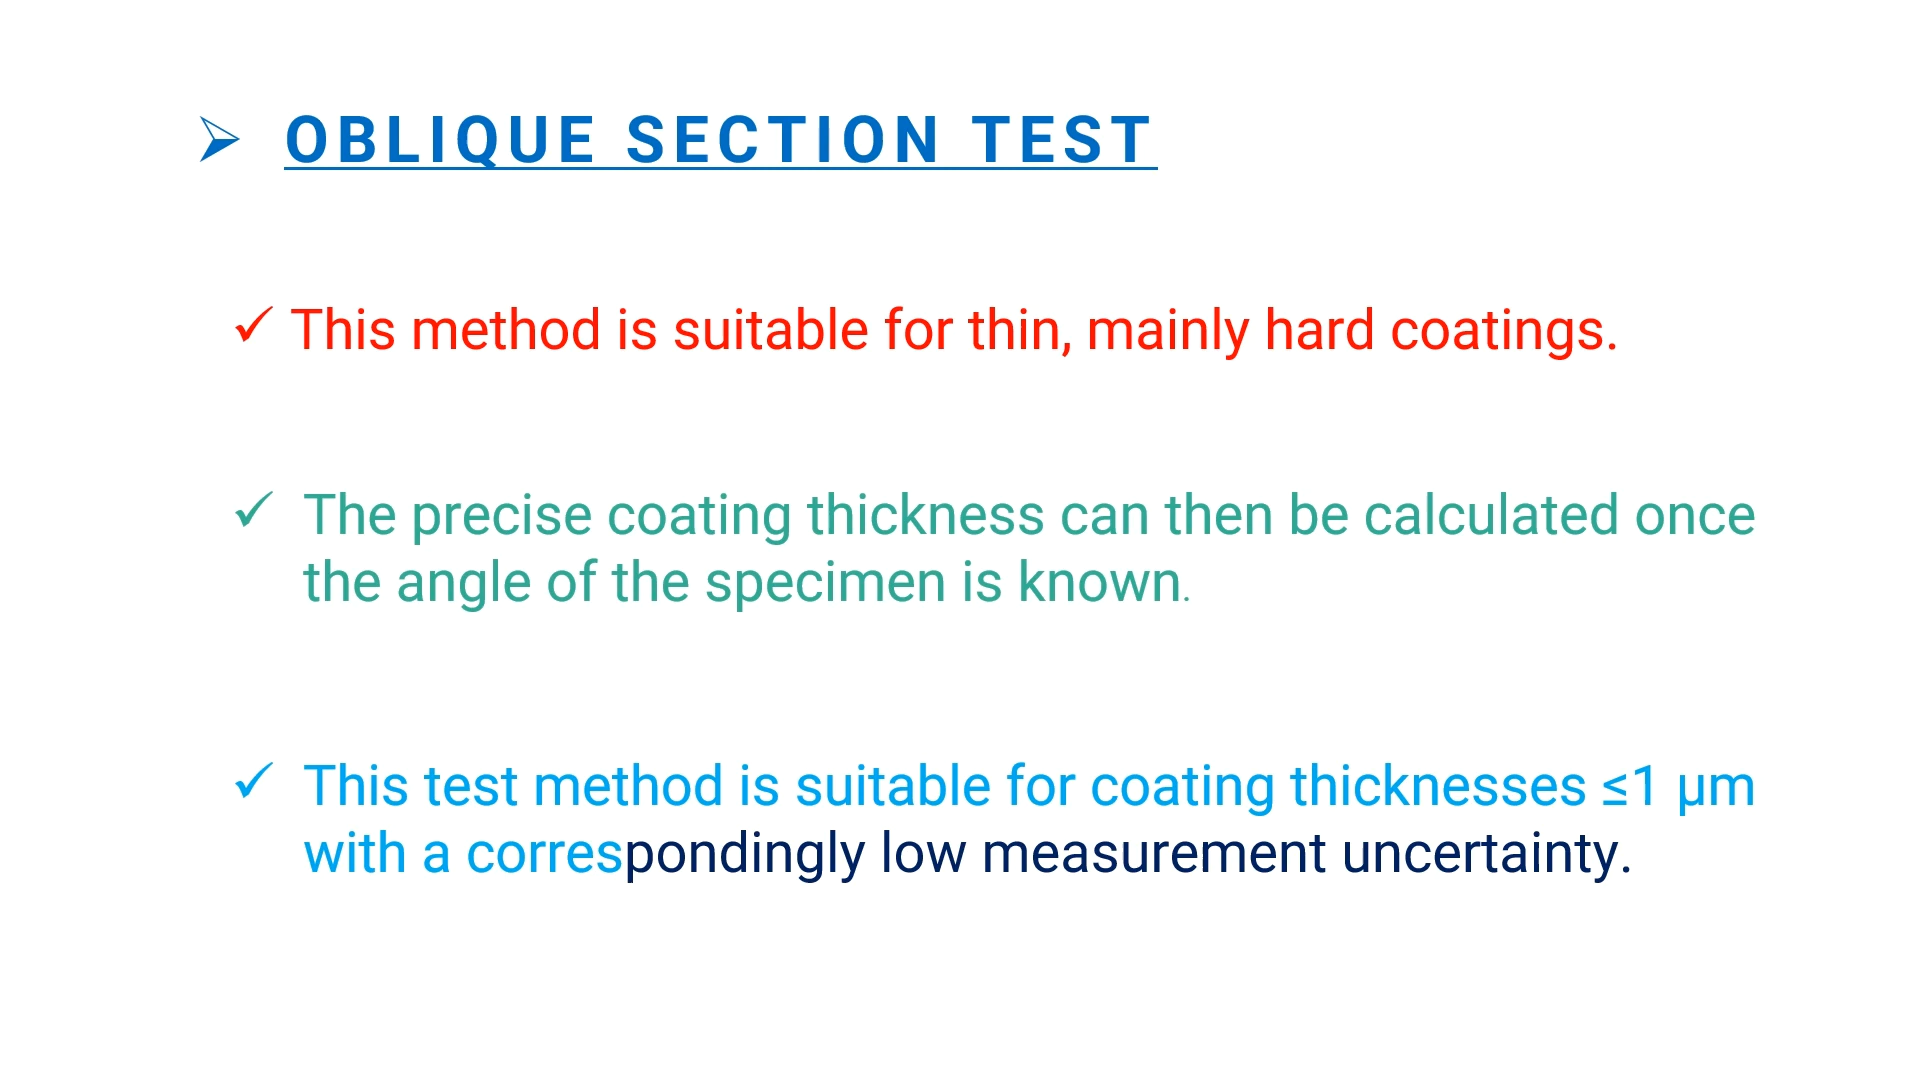 ➢ OBLIQUE SECTION TEST
✓ This method is suitable for thin, mainly hard coatings.
✓ The precise coating thickness can then be calculated once
the angle of the specimen is known.
✓ This test method is suitable for coating thicknesses ≤1 µm
with a correspondingly low measurement uncertainty.